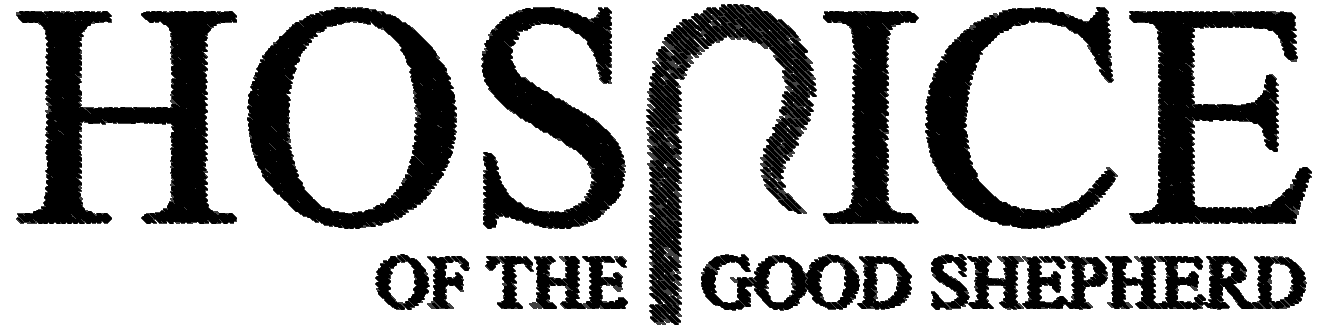 HOSPICE
OF THE GOOD SHEPHERD